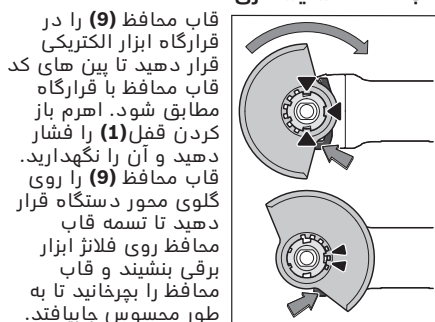 قاب محافظ (9) را در
قرارگاه ابزار الکتریکی
قرار دهید تا پین های کد
قاب محافظ با قرارگاه
مطابق شود. اهرم باز
کردن قفل(1) را فشار
دهید و آن را نگهدارید.
قاب محافظ (9) را روی
گلوی محور دستگاه قرار
دهید تا تسمه قاب
محافظ روی فلانژ ابزار
برقی بنشیند و قاب
محافظ را بچرخانید تا به
طور محسوس جابیافتد.